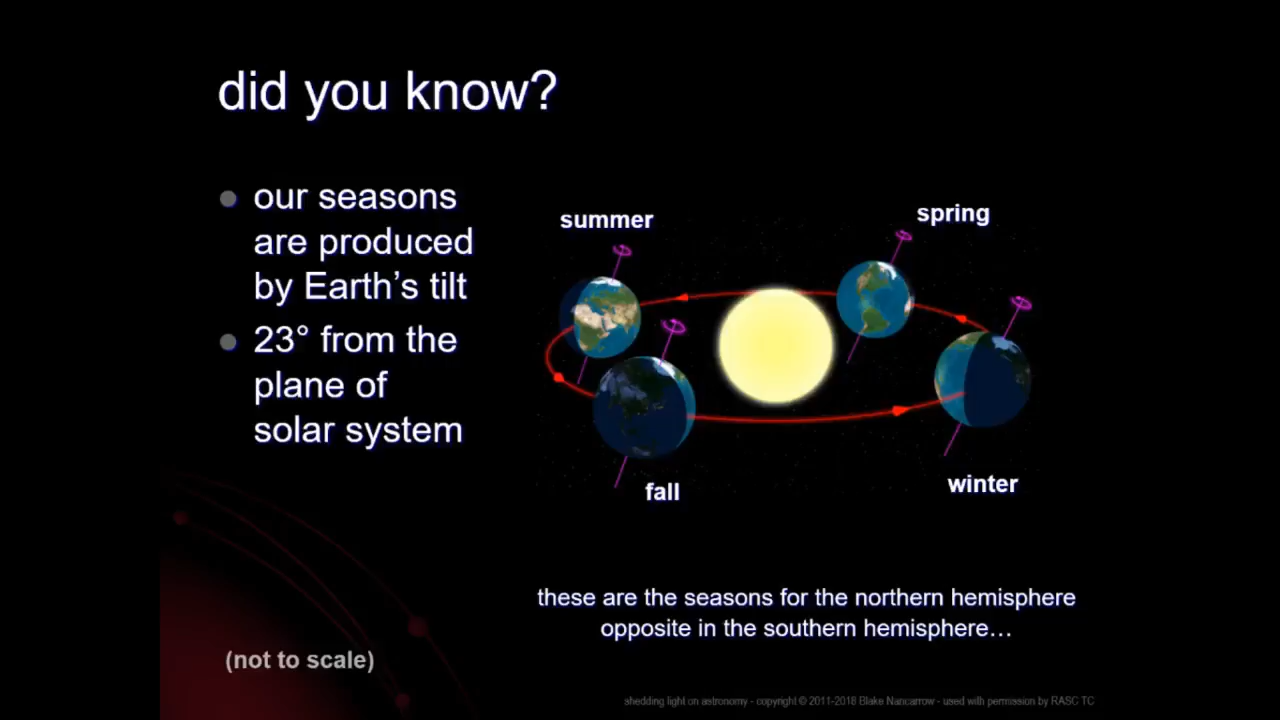 did you know?
our seasons
are produced
by Earth’s tilt
23° from the
plane of
solar system
summer
spring
fall
winter
these are the seasons for the northern hemisphere
opposite in the southern hemisphere…
(not to scale)
shedding light on astronomy - copyright © 2011-2018 Blake Nancarrow - used with permission by RASC TC